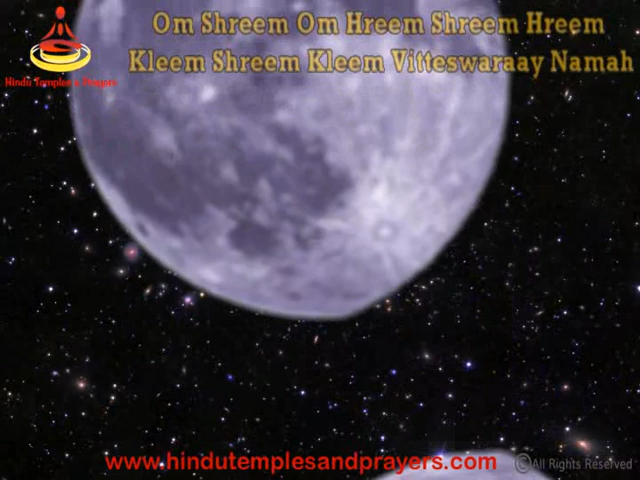 Om Shreem Om Hreem Shreem Hreem
Kleem Shreem Kleem Vitteswaraay Namah
Hindu Temples & Prayers
www.hindutemplesandprayers.com
©All Rights Reserved